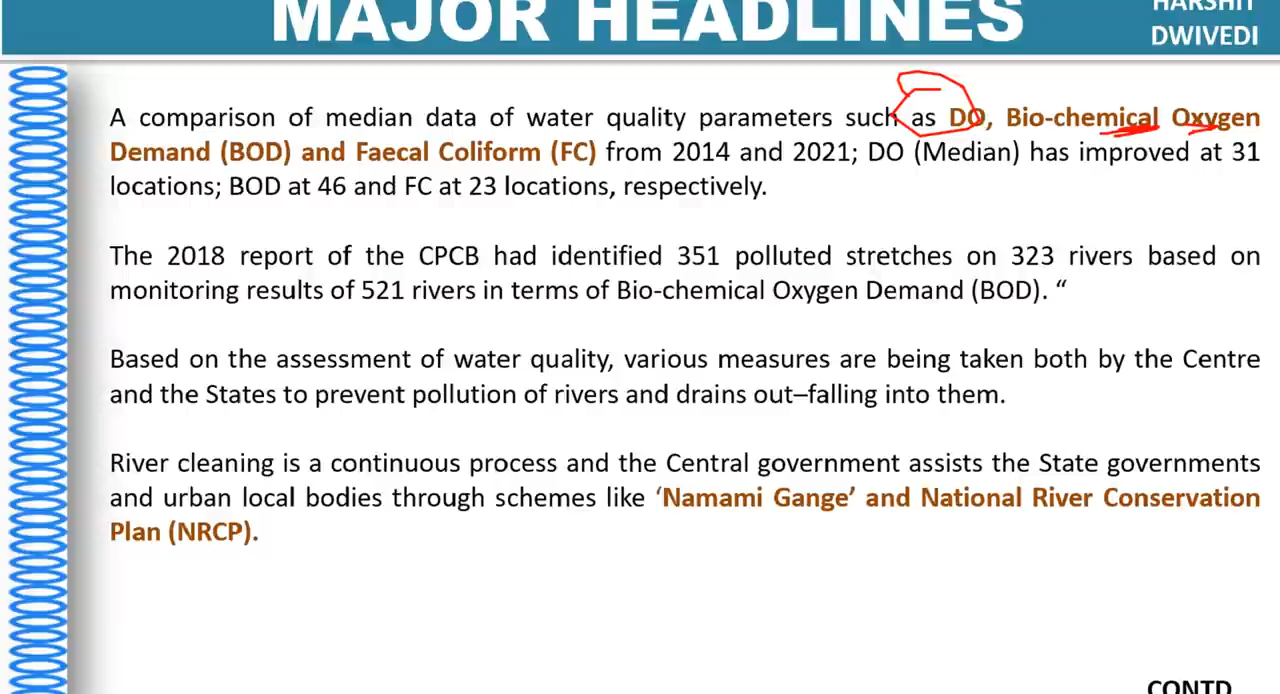 MAJOR HEADLINES
HARSHIT
DWIVEDI
A comparison of median data of water quality parameters such as DO, Bio-chemical Oxygen
Demand (BOD) and Faecal Coliform (FC) from 2014 and 2021; DO (Median) has improved at 31
locations; BOD at 46 and FC at 23 locations, respectively.
The 2018 report of the CPCB had identified 351 polluted stretches on 323 rivers based on
monitoring results of 521 rivers in terms of Bio-chemical Oxygen Demand (BOD). “
Based on the assessment of water quality, various measures are being taken both by the Centre
and the States to prevent pollution of rivers and drains out–falling into them.
River cleaning is a continuous process and the Central government assists the State governments
and urban local bodies through schemes like ‘Namami Gange’ and National River Conservation
Plan (NRCP).
CONTD